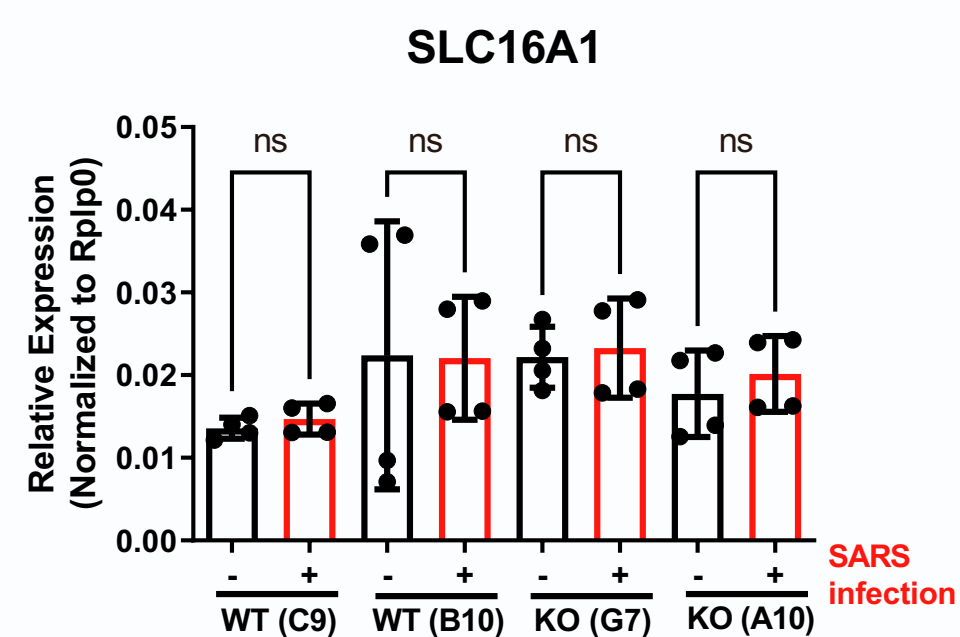 SLC16A1
Relative Expression
(Normalized to Rplp0)
0.05
0.04
0.03
0.02
0.01
0.00
ns ns ns ns
- + - + - + - +
WT (C9) WT (B10) KO (G7) KO (A10)
SARS
infection